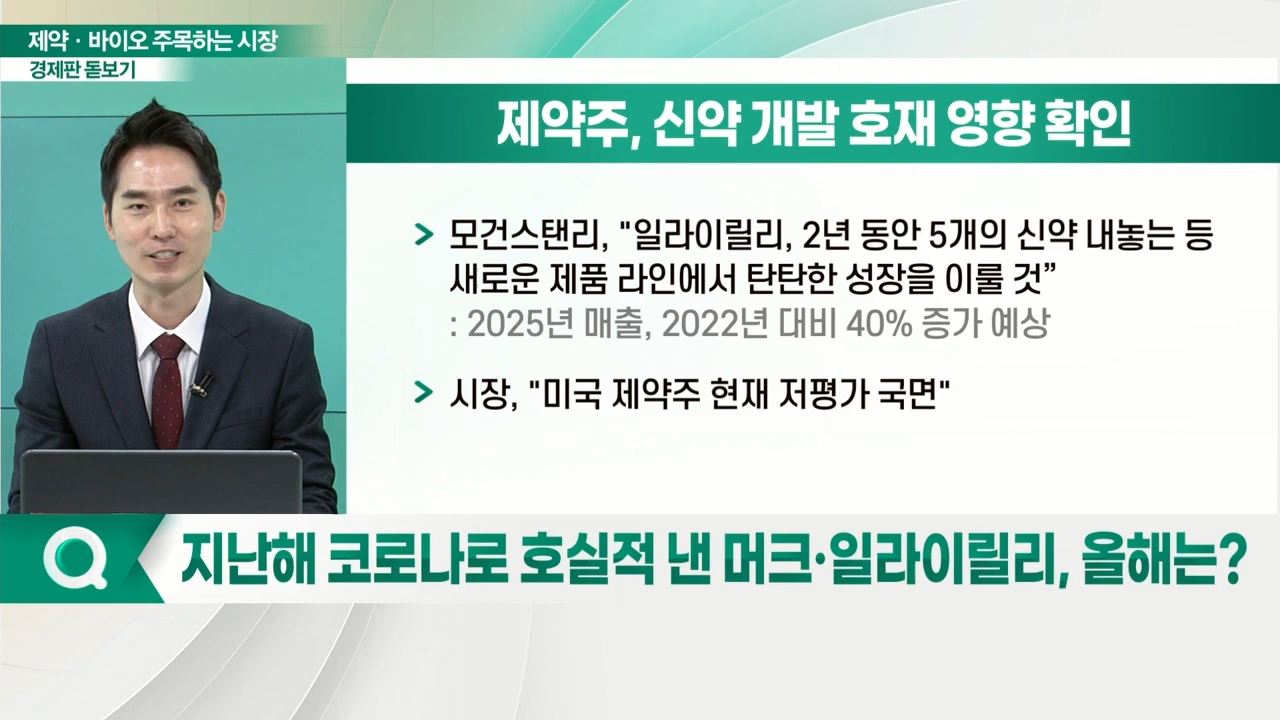 제약·바이오 주목하는 시장
경제판 돋보기
제약주, 신약 개발 호재 영향 확인
모건스탠리, "일라이릴리, 2년 동안 5개의 신약 내놓는 등
새로운 제품 라인에서 탄탄한 성장을 이룰 것”
: 2025년 매출, 2022년 대비 40% 증가 예상
시장, "미국 제약주 현재 저평가 국면"
지난해 코로나로 호실적 낸 머크·일라이릴리, 올해는?